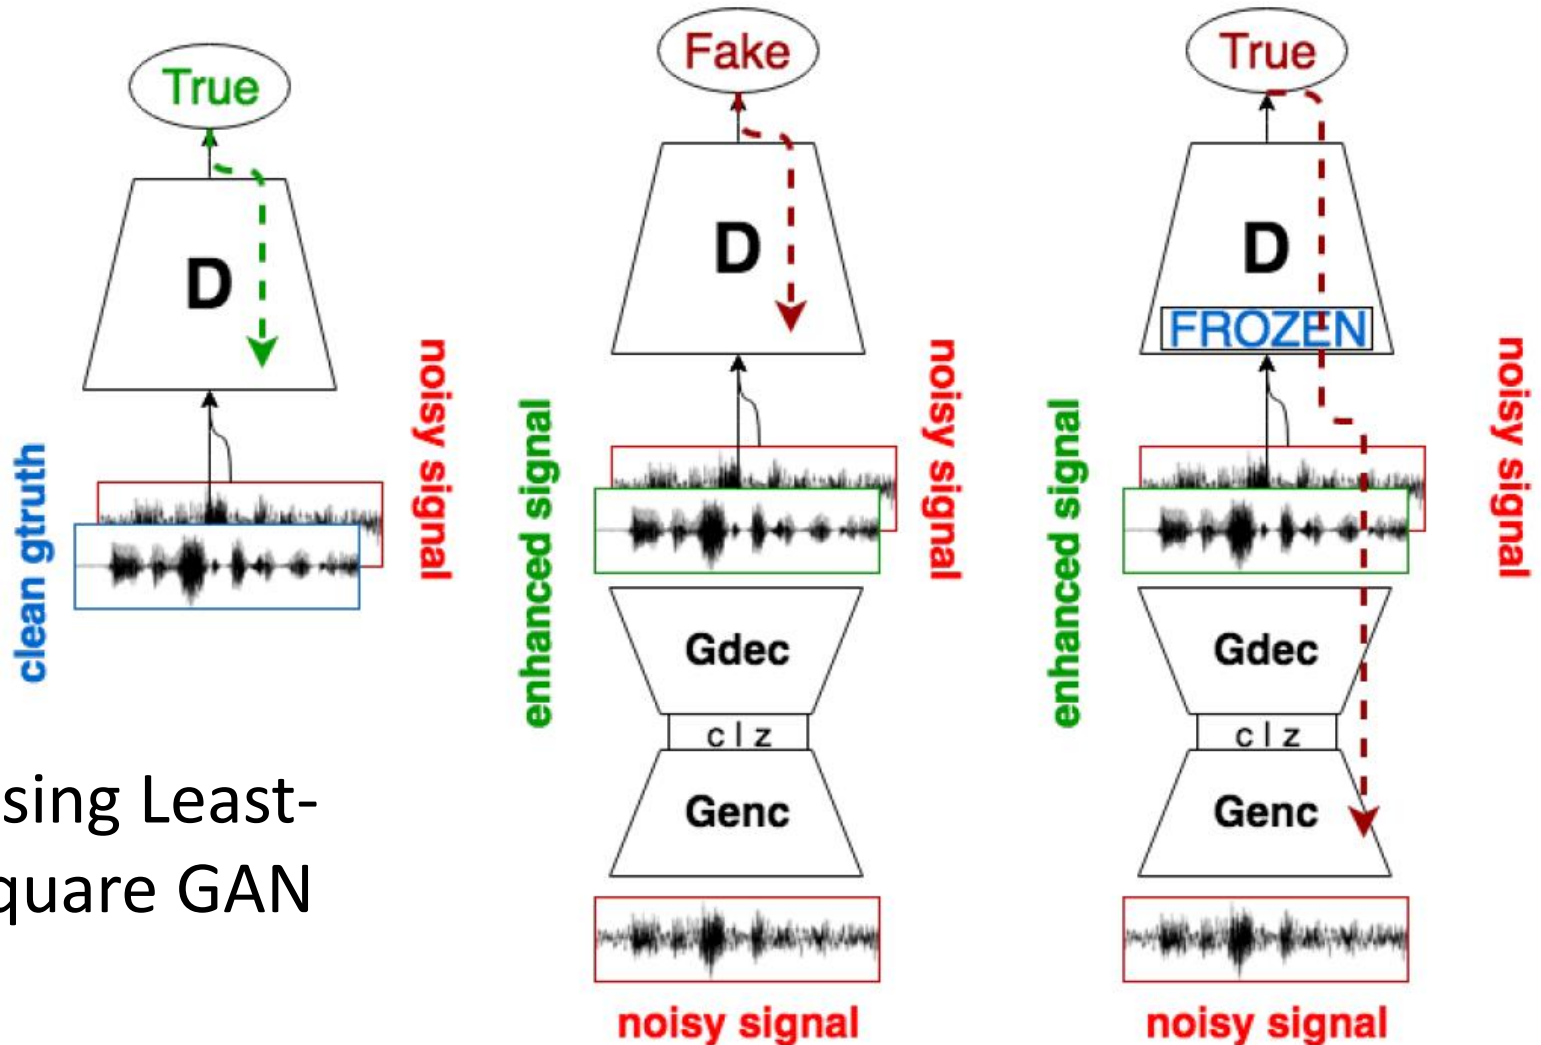 True
D
noisy signal
clean gtruth
sing Least-
quare GAN
Fake
D
enhanced signal
noisy signal
Gdec
c l z
Genc
noisy signal
True
D
FROZEN
enhanced signal
noisy signal
Gdec
c l z
Genc
noisy signal